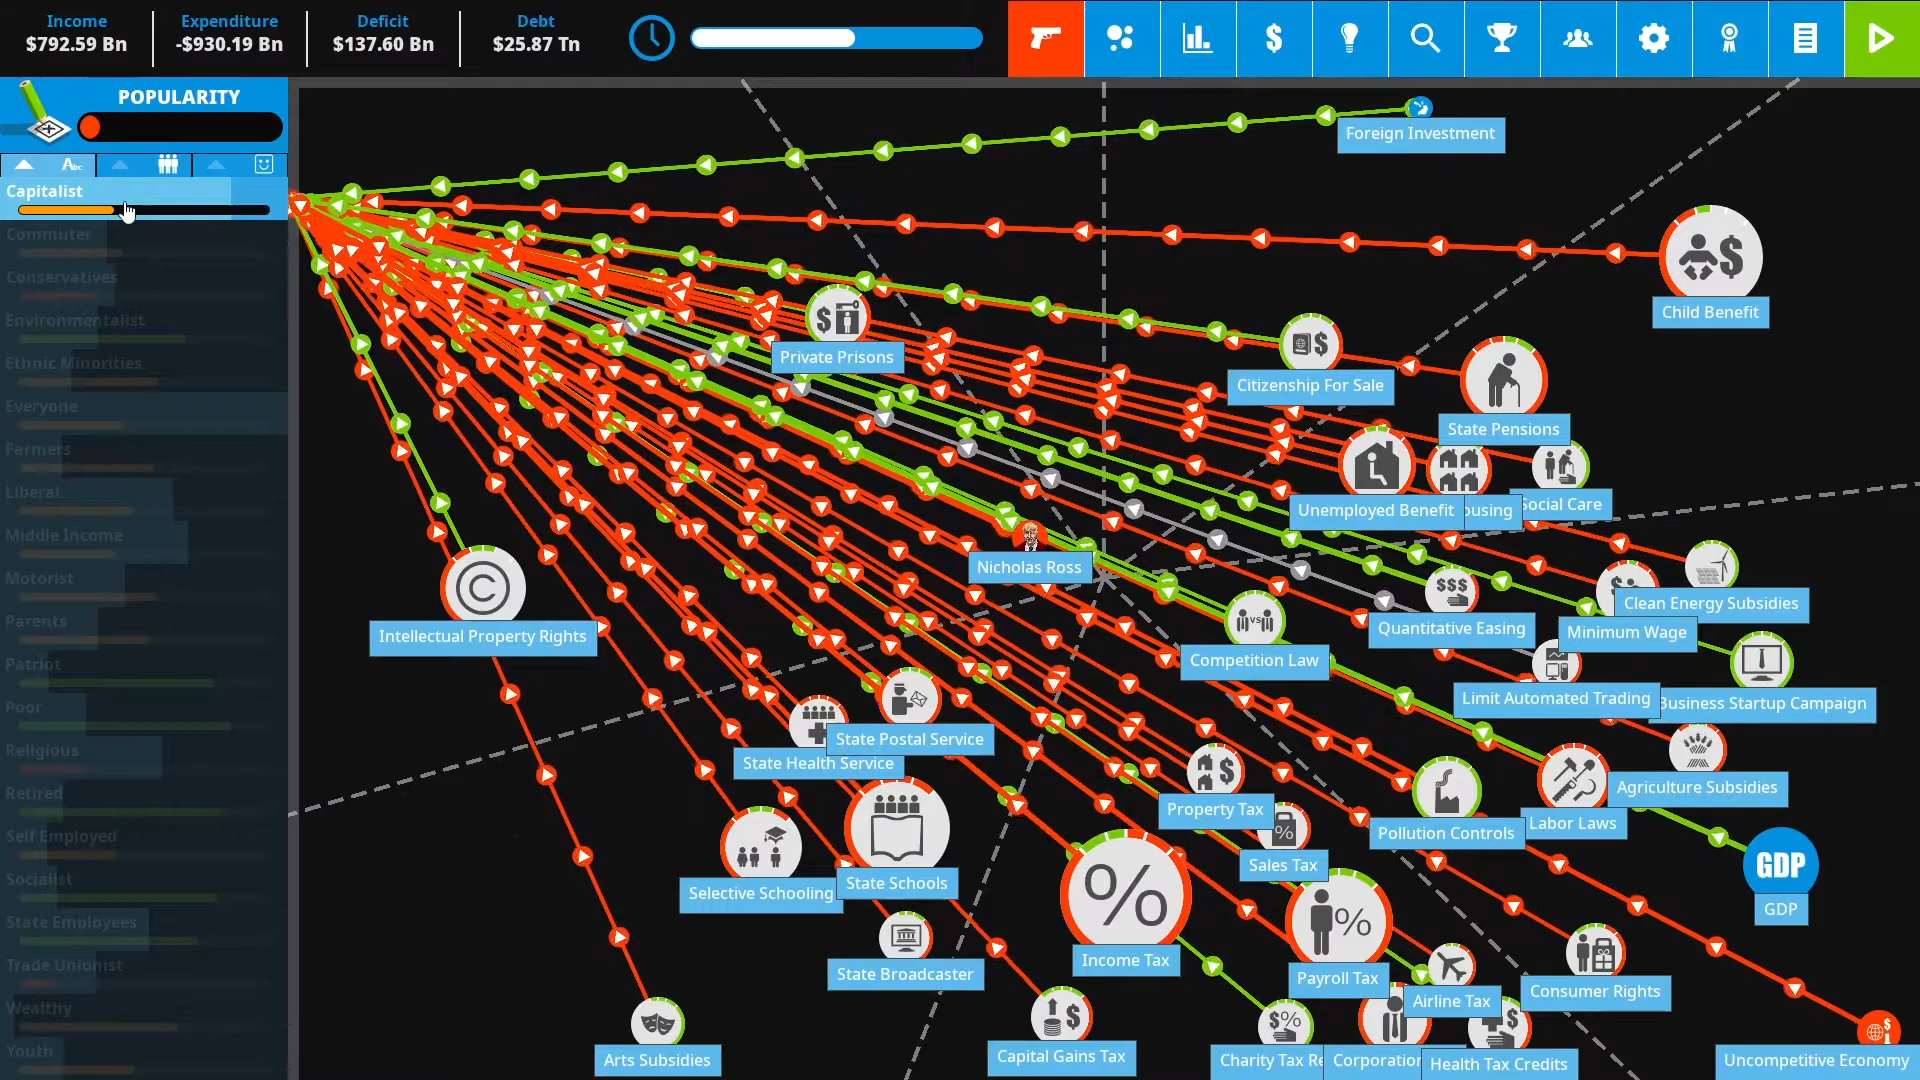 Income
Expenditure
Deficit
Debt
$792.59 Bn
-$930.19 Bn
$137.60 Bn
$25.87 Tn
$
POPULARITY
Abc
Capitalist
Commuter
Conservatives
Environmentalist
Ethnic Minorities
Everyone
Farmers
Liberal
Middle Income
Motorist
Parents
Patriot
Poor
Religious
Retired
Self Employed
Socialist
State Employees
Trade Unionist
Wealthy
Youth
Foreign Investment
Child Benefit
Private Prisons
Citizenship For Sale
State Pensions
Unemployed Benefit
ousing
Social Care
Nicholas Ross
Clean Energy Subsidies
Quantitative Easing
Minimum Wage
Intellectual Property Rights
Competition Law
Limit Automated Trading
Business Startup Campaign
State Postal Service
State Health Service
Agriculture Subsidies
Property Tax
Pollution Controls
Labor Laws
Sales Tax
Selective Schooling
State Schools
GDP
GDP
Income Tax
State Broadcaster
Payroll Tax
Airline Tax
Consumer Rights
Arts Subsidies
Capital Gains Tax
Charity Tax Re
Corporation
Health Tax Credits
Uncompetitive Economy